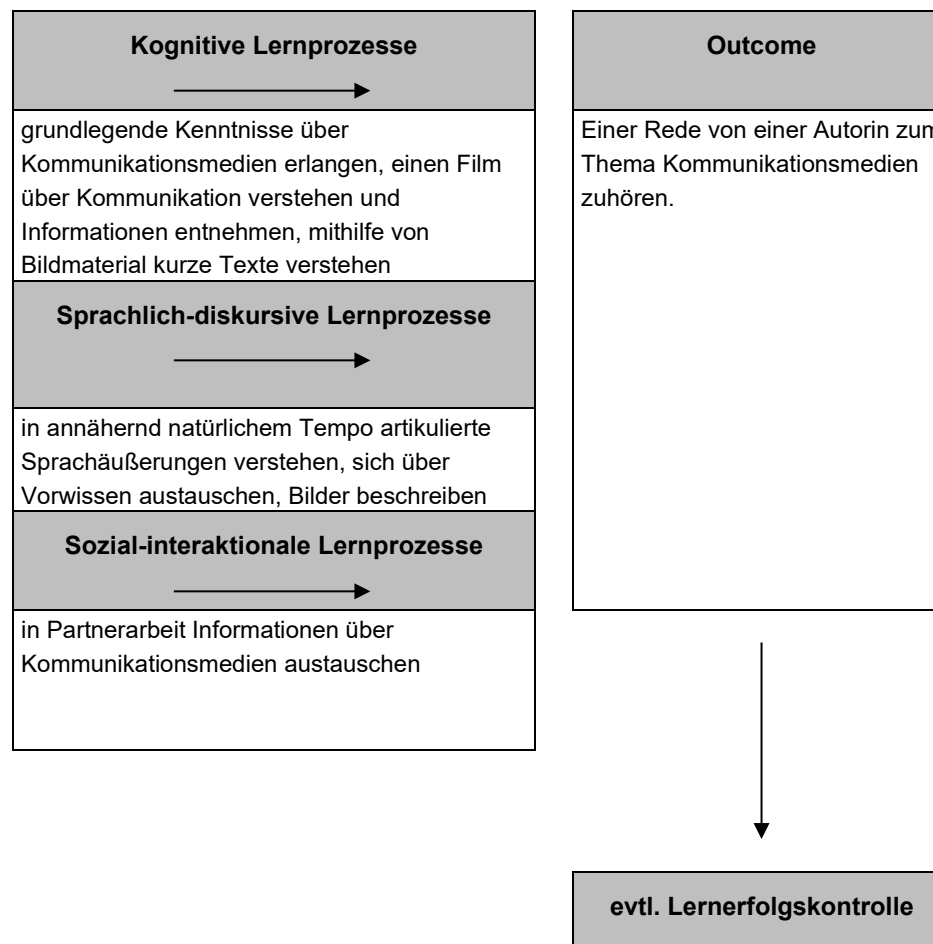 Kognitive Lernprozesse
grundlegende Kenntnisse über
Kommunikationsmedien erlangen, einen Film
über Kommunikation verstehen und
Informationen entnehmen, mithilfe von
Bildmaterial kurze Texte verstehen
Sprachlich-diskursive Lernprozesse
in annähernd natürlichem Tempo artikulierte
Sprachäußerungen verstehen, sich über
Vorwissen austauschen, Bilder beschreiben
Sozial-interaktionale Lernprozesse
in Partnerarbeit Informationen über
Kommunikationsmedien austauschen
Outcome
Einer Rede von einer Autorin zum
Thema Kommunikationsmedien
zuhören.
evtl. Lernerfolgskontrolle